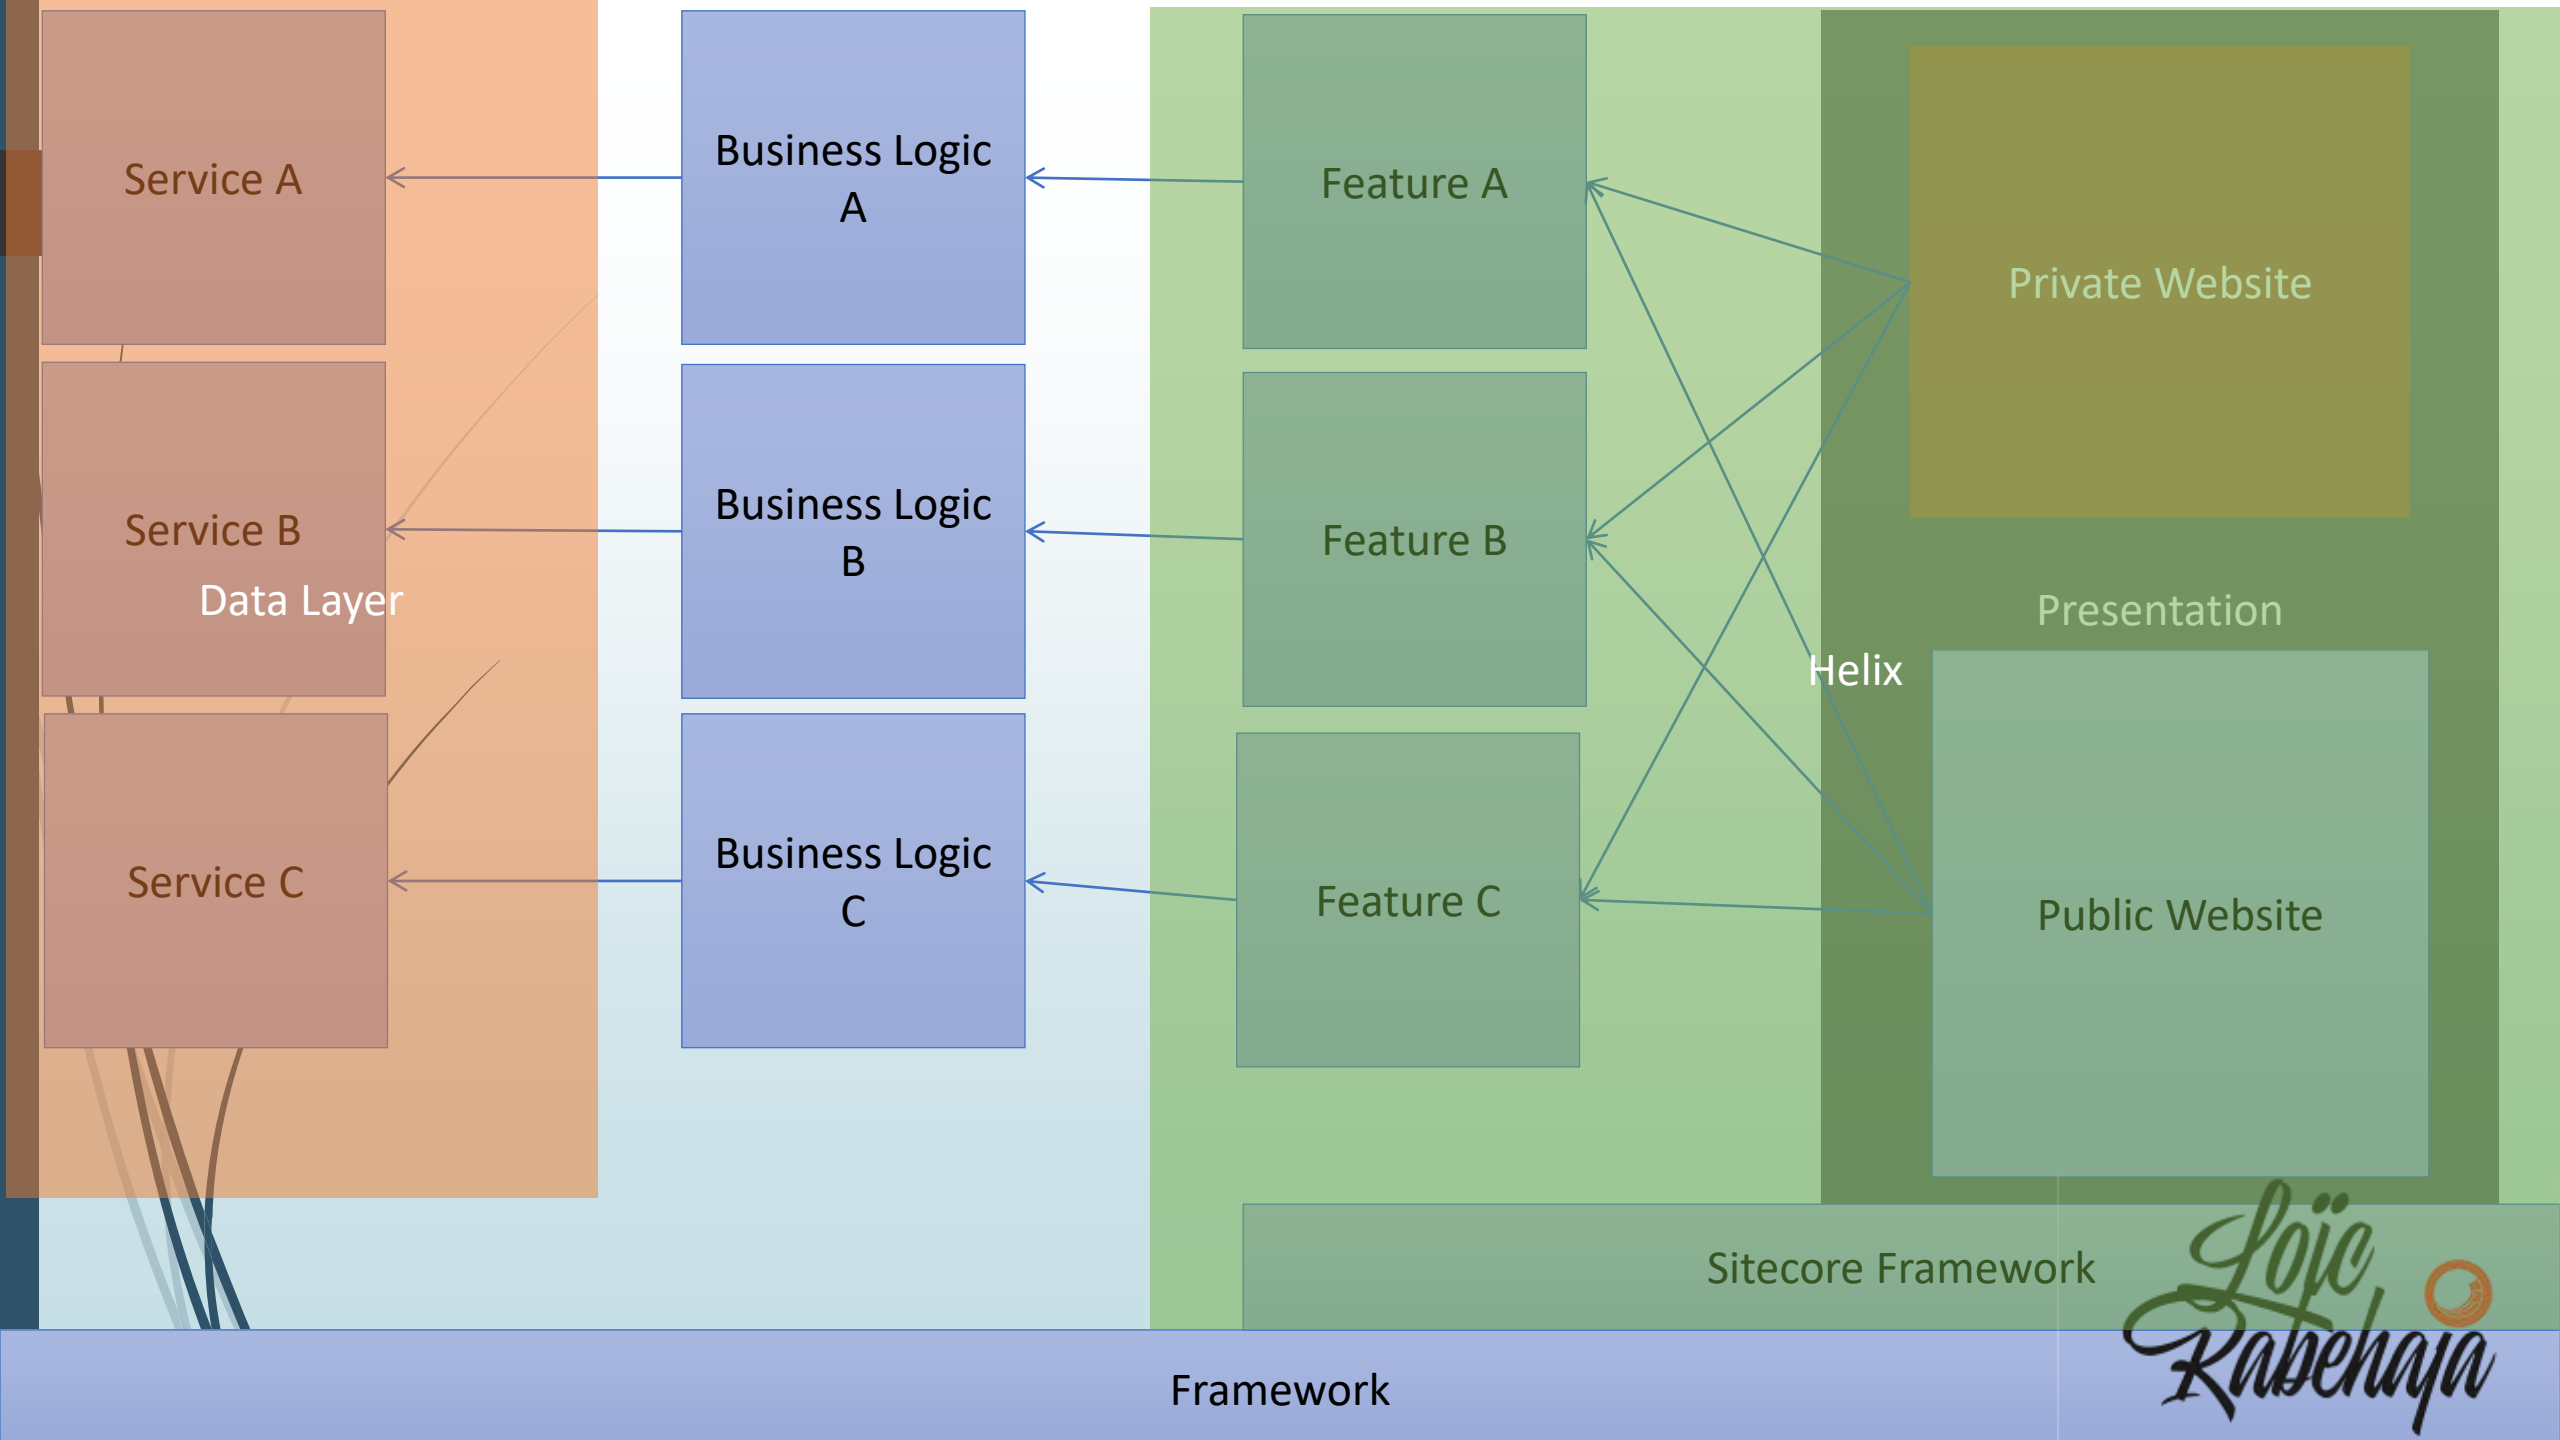 Service A
Business Logic
A
Feature A
Private Website
Service B
Business Logic
B
Feature B
Data Layer
Presentation
Helix
Service C
Business Logic
C
Feature C
Public Website
Sitecore Framework
Framework
Loïc
Rabehaja